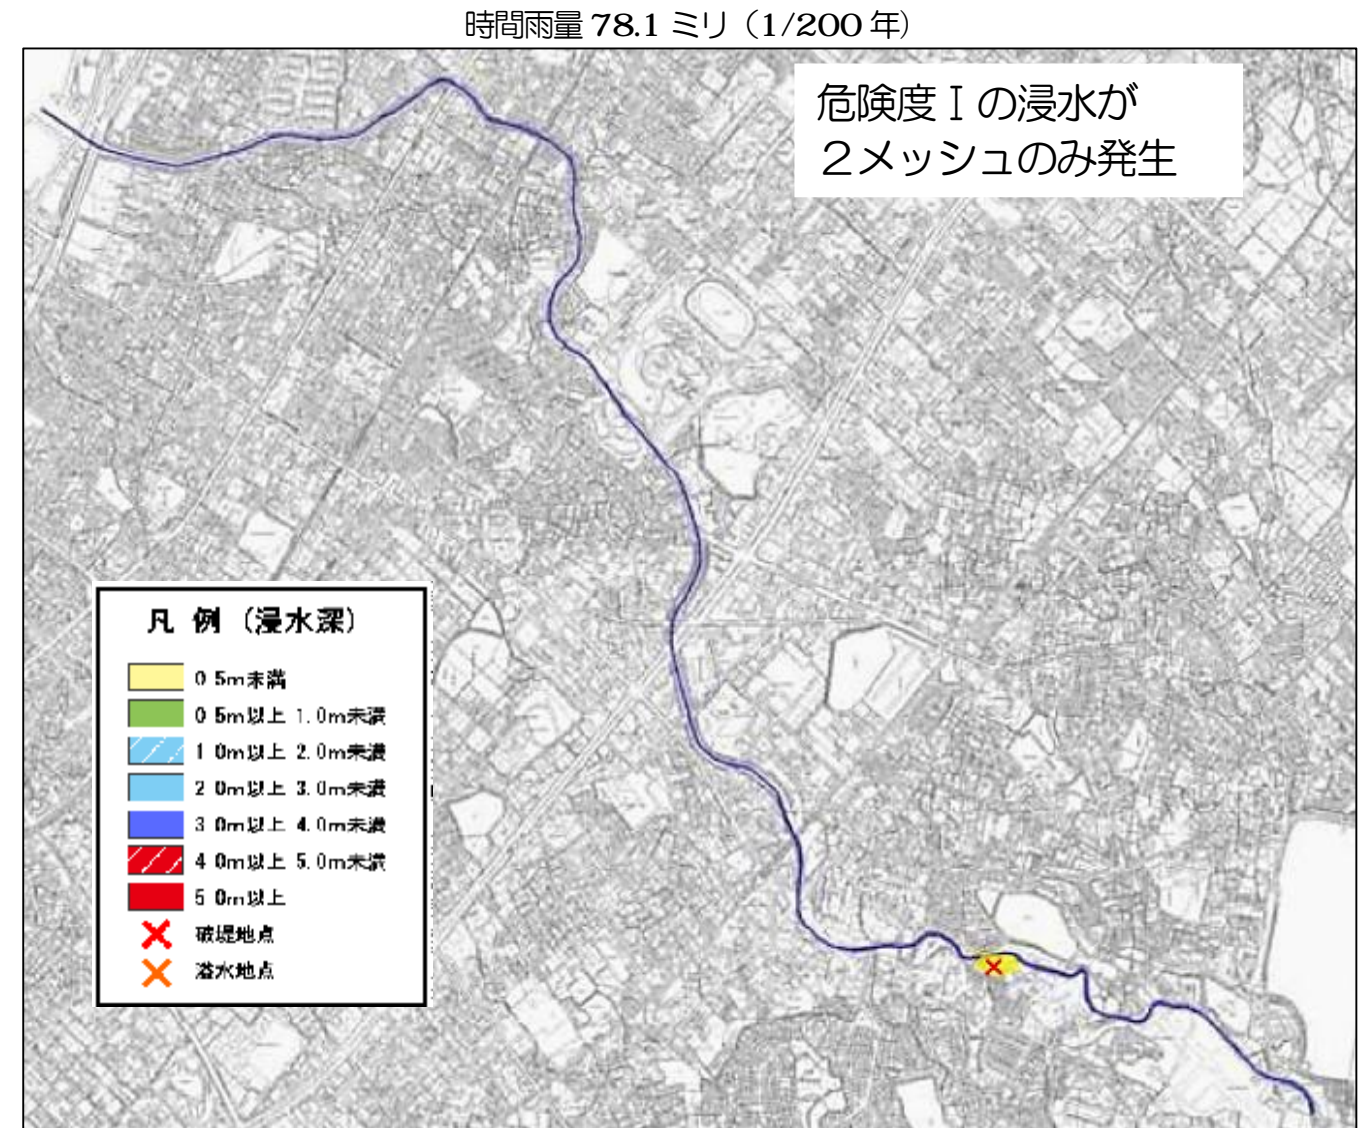 時間雨量 78.1 ミリ（1/200 年）
危険度Ⅰの浸水が
２メッシュのみ発生
凡 例 （浸水深）
0.5m未満
0.5m以上 1.0m未満
1.0m以上 2.0m未満
2.0m以上 3.0m未満
3.0m以上 4.0m未満
4.0m以上 5.0m未満
5.0m以上
破堤地点
溢水地点